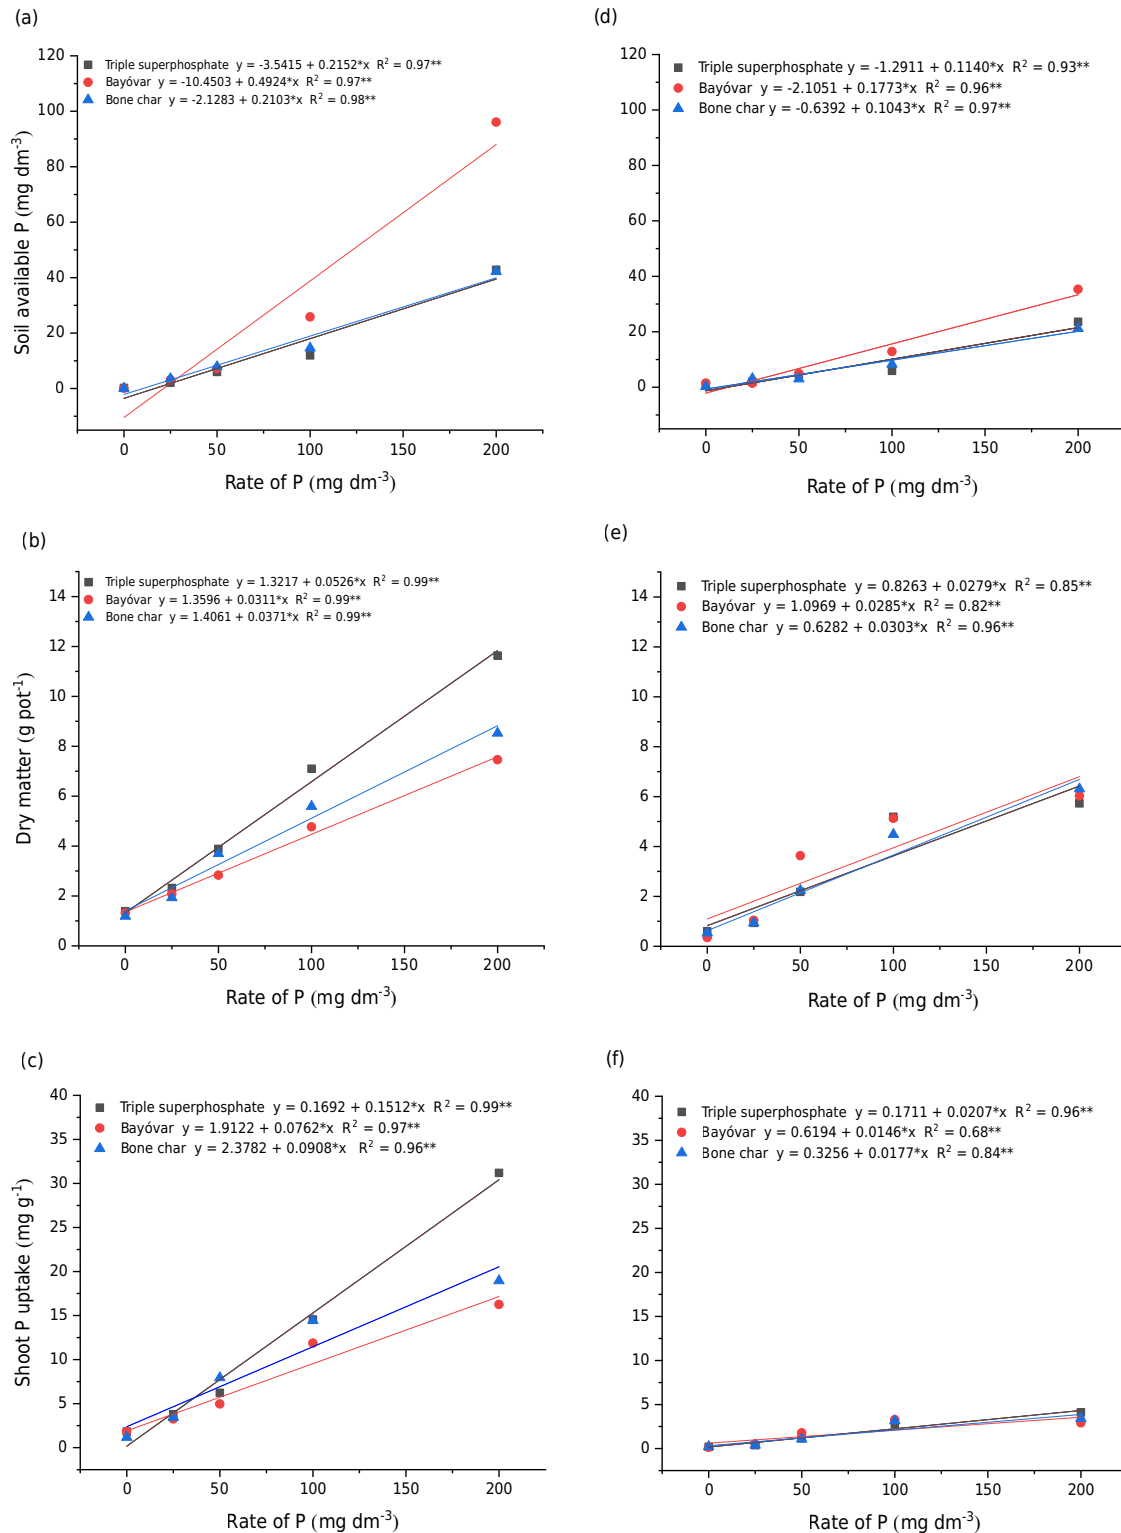 (a)
Triple superphosphate y = -3.5415 + 0.2152*x R² = 0.97**
Bayóvar y = -10.4503 + 0.4924*x R² = 0.97**
Bone char y = -2.1283 + 0.2103*x R² = 0.98**
120
100
80
60
40
20
0
Soil available P (mg dm⁻³)
0 50 100 150 200
Rate of P (mg dm⁻³)
(d)
Triple superphosphate y = -1.2911 + 0.1140*x R² = 0.93**
Bayóvar y = -2.1051 + 0.1773*x R² = 0.96**
Bone char y = -0.6392 + 0.1043*x R² = 0.97**
120
100
80
60
40
20
0
0 50 100 150 200
Rate of P (mg dm⁻³)
(b)
Triple superphosphate y = 1.3217 + 0.0526*x R² = 0.99**
Bayóvar y = 1.3596 + 0.0311*x R² = 0.99**
Bone char y = 1.4061 + 0.0371*x R² = 0.99**
14
12
10
8
6
4
2
0
Dry matter (g pot⁻¹)
0 50 100 150 200
Rate of P (mg dm⁻³)
(e)
Triple superphosphate y = 0.8263 + 0.0279*x R² = 0.85**
Bayóvar y = 1.0969 + 0.0285*x R² = 0.82**
Bone char y = 0.6282 + 0.0303*x R² = 0.96**
14
12
10
8
6
4
2
0
0 50 100 150 200
Rate of P (mg dm⁻³)
(c)
Triple superphosphate y = 0.1692 + 0.1512*x R² = 0.99**
Bayóvar y = 1.9122 + 0.0762*x R² = 0.97**
Bone char y = 2.3782 + 0.0908*x R² = 0.96**
40
35
30
25
20
15
10
5
0
Shoot P uptake (mg g⁻¹)
0 50 100 150 200
Rate of P (mg dm⁻³)
(f)
Triple superphosphate y = 0.1711 + 0.0207*x R² = 0.96**
Bayóvar y = 0.6194 + 0.0146*x R² = 0.68**
Bone char y = 0.3256 + 0.0177*x R² = 0.84**
40
35
30
25
20
15
10
5
0
0 50 100 150 200
Rate of P (mg dm⁻³)